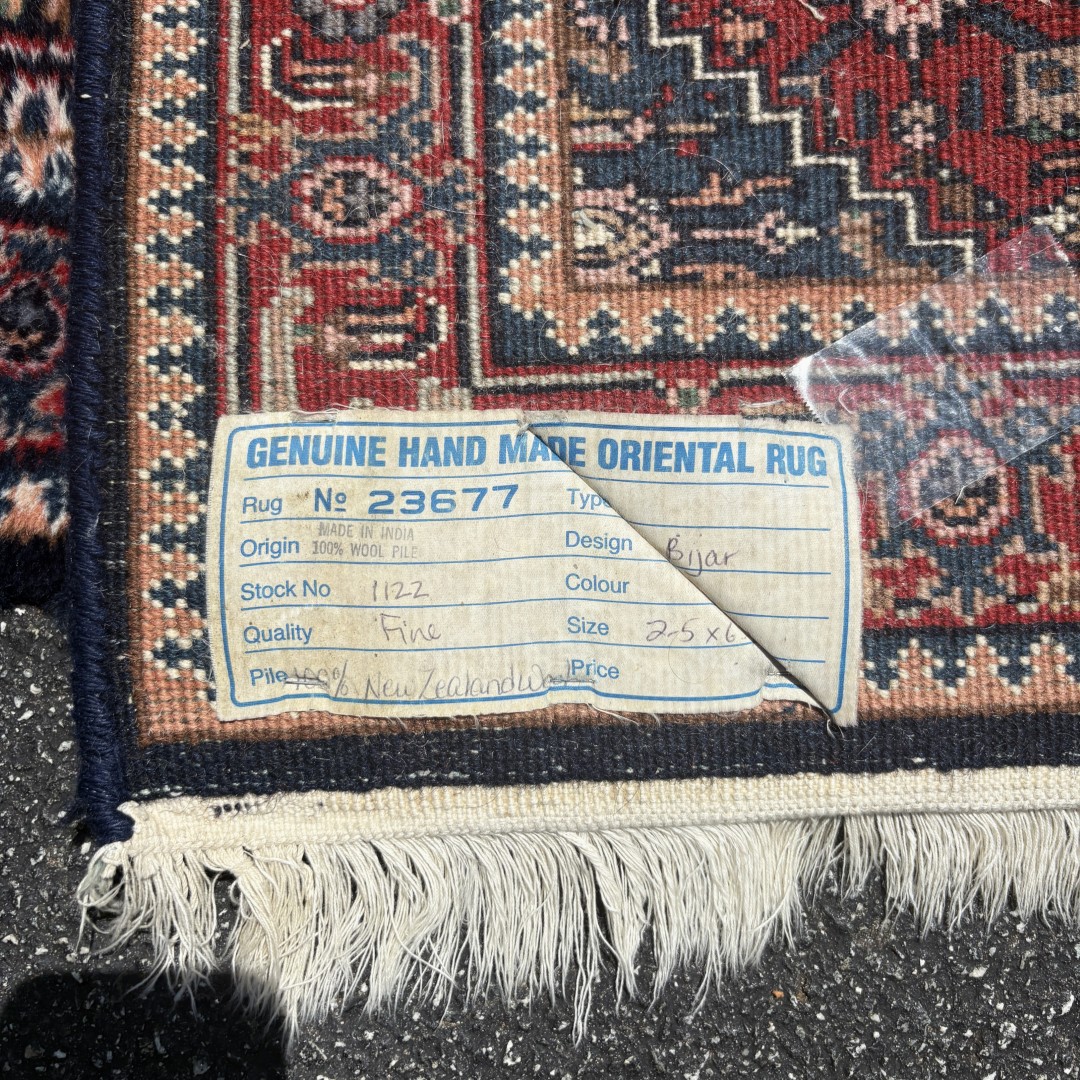 GENUINE HAND MADE ORIENTAL RUG
Rug Nº 23677 Type
MADE IN INDIA
Origin 100% WOOL PILE Design Bijar
Stock No 1122 Colour
Quality Fine Size 2-5 x 6
Pile 100% New Zealand Wool Price